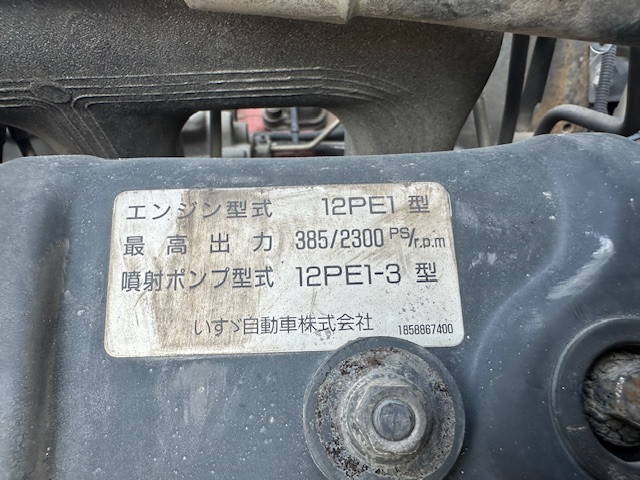 エンジン型式 12PE1 型
最高出力 385/2300 PS/r.p.m
噴射ポンプ型式 12PE1-3 型
いすゞ自動車株式会社 1858867400